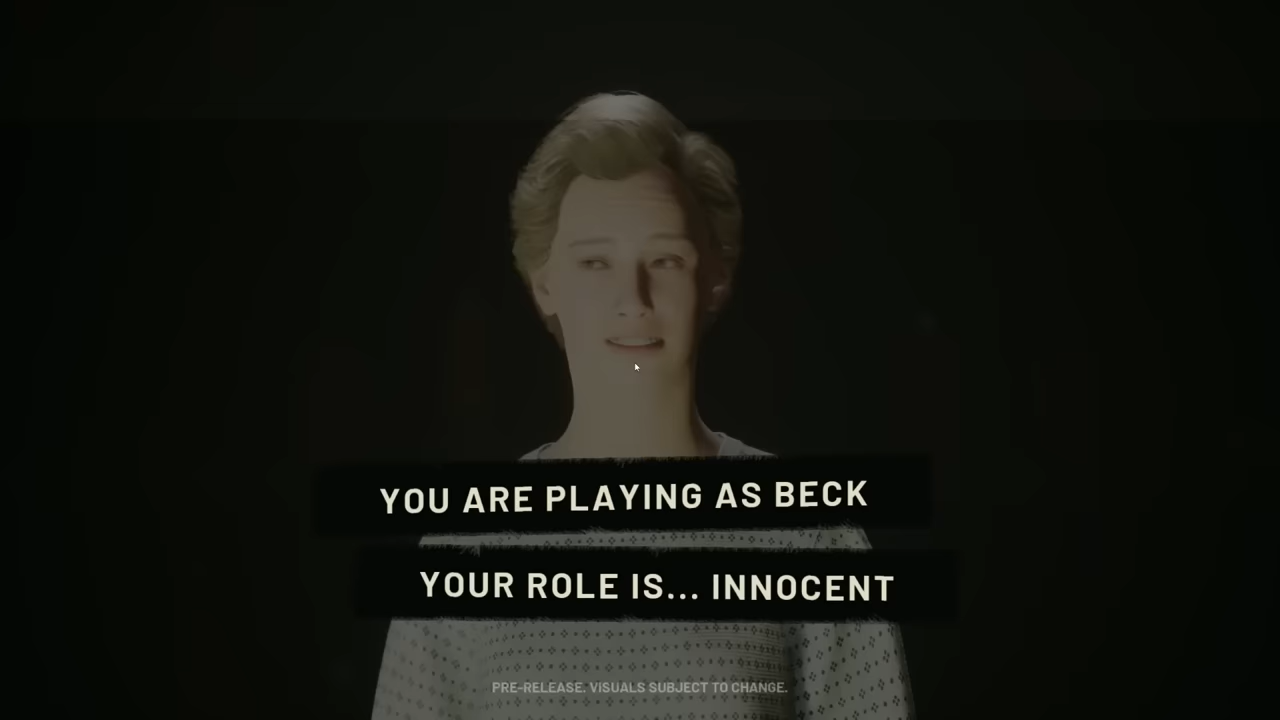 YOU ARE PLAYING AS BECK
YOUR ROLE IS... INNOCENT
PRE-RELEASE. VISUALS SUBJECT TO CHANGE.